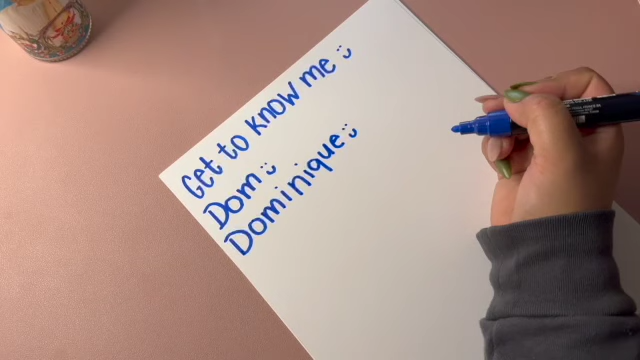 Get to know me :)
Dom :)
Dominique :)